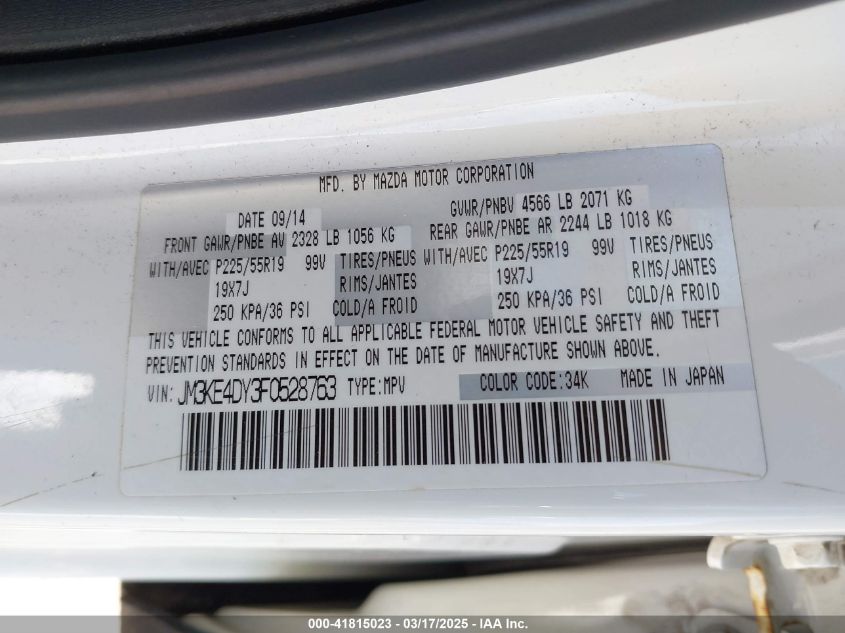 MFD. BY MAZDA MOTOR CORPORATION
DATE 09/14 GVWR/PNBV 4566 LB 2071 KG
FRONT GAWR/PNBE AV 2328 LB 1056 KG REAR GAWR/PNBE AR 2244 LB 1018 KG
WITH/AVEC P225/55R19 99V TIRES/PNEUS WITH/AVEC P225/55R19 99V TIRES/PNEUS
19X7J RIMS/JANTES 19X7J RIMS/JANTES
250 KPA/36 PSI COLD/A FROID 250 KPA/36 PSI COLD/A FROID
THIS VEHICLE CONFORMS TO ALL APPLICABLE FEDERAL MOTOR VEHICLE SAFETY AND THEFT
PREVENTION STANDARDS IN EFFECT ON THE DATE OF MANUFACTURE SHOWN ABOVE.
VIN: JM3KE4DY3F0528763 TYPE:MPV COLOR CODE:34K MADE IN JAPAN
000-41815023 - 03/17/2025 - IAA Inc.